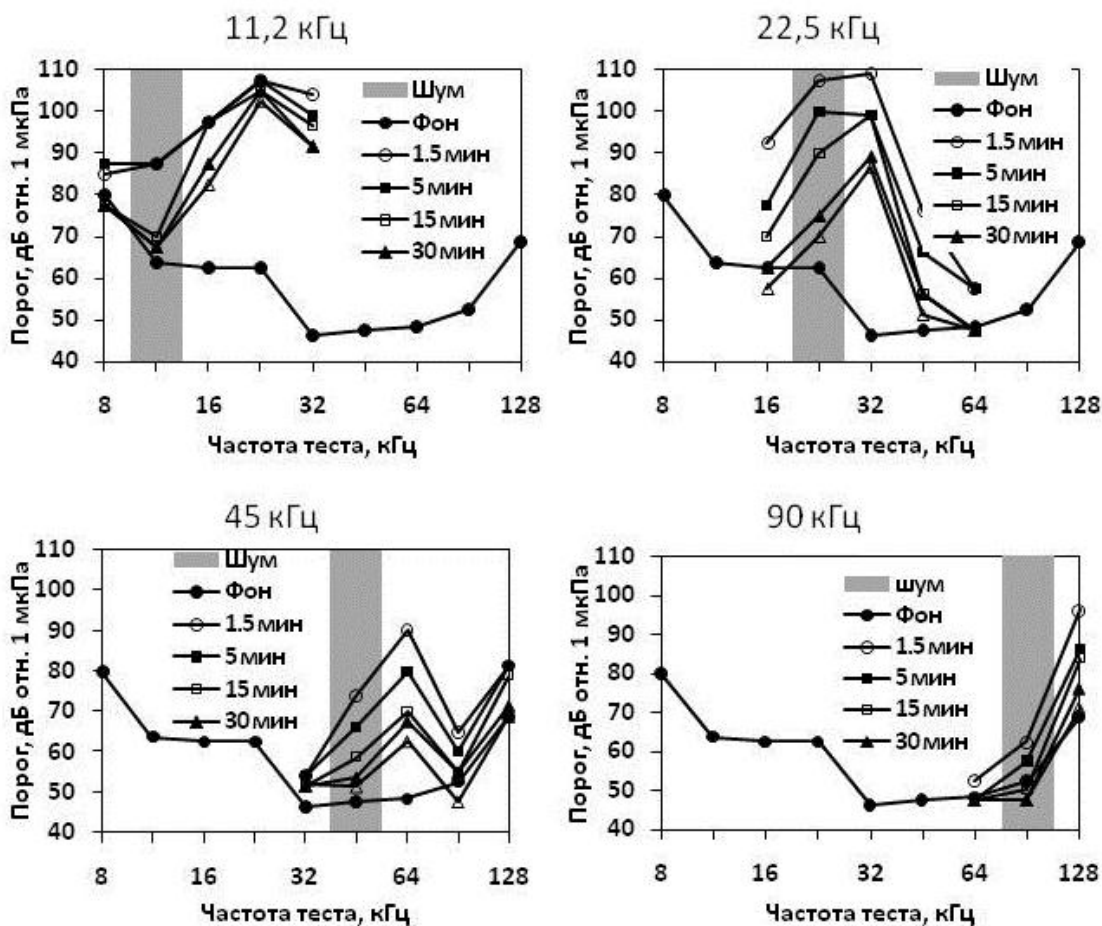 11,2 кГц
110
100
90
80
70
60
50
40
Порог, дБ отн. 1 мкПа
Шум
Фон
1.5 мин
5 мин
15 мин
30 мин
8 16 32 64 128
Частота теста, кГц
22,5 кГц
110
100
90
80
70
60
50
40
Порог, дБ отн, 1 мкПа
Шум
Фон
1.5 мин
5 мин
15 мин
30 мин
8 16 32 64 128
Частота теста, кГц
45 кГц
110
100
90
80
70
60
50
40
Порог, дБ отн. 1 мкПа
Шум
Фон
1.5 мин
5 мин
15 мин
30 мин
8 16 32 64 128
Частота теста, кГц
90 кГц
110
100
90
80
70
60
50
40
Порог, дБ отн. 1 мкПа
шум
Фон
1.5 мин
5 мин
15 мин
30 мин
8 16 32 64 128
Частота теста, кГц